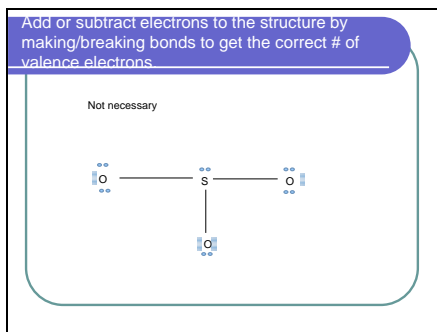 Add or subtract electrons to the structure by
making/breaking bonds to get the correct # of
valence electrons.
Not necessary
O S O
O